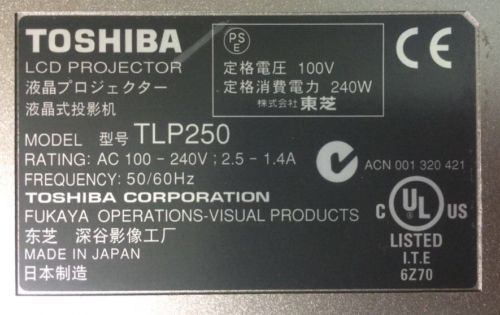 TOSHIBA
LCD PROJECTOR
液晶プロジェクター
液晶式投影机
PS
E
定格電圧 100V
定格消費電力 240W
株式会社 東芝
CE
MODEL 型号 TLP250
RATING: AC 100 - 240V ; 2.5 - 1.4A
FREQUENCY: 50/60Hz
N
ACN 001 320 421
TOSHIBA CORPORATION
FUKAYA OPERATIONS-VISUAL PRODUCTS
东芝 深谷影像工厂
MADE IN JAPAN
日本制造
C UL US
LISTED
I.T.E
6Z70